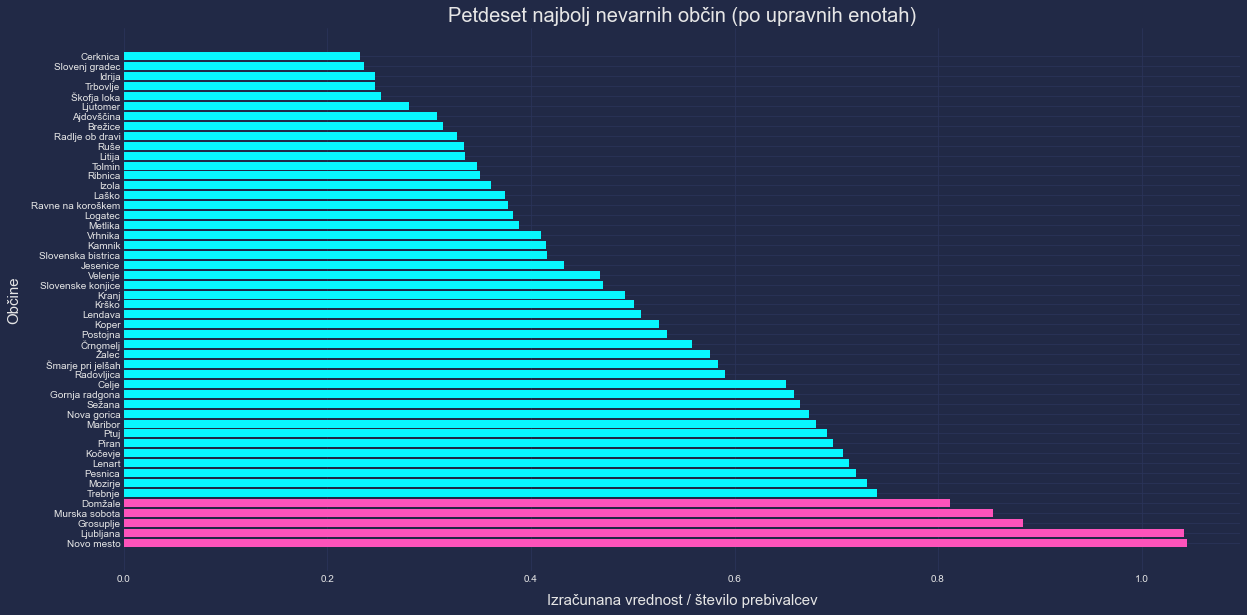 Petdeset najbolj nevarnih občin (po upravnih enotah)
Občine
Cerknica
Slovenj gradec
Idrija
Trbovlje
Škofja loka
Ljutomer
Ajdovščina
Brežice
Radlje ob dravi
Ruše
Litija
Tolmin
Ribnica
Izola
Laško
Ravne na koroškem
Logatec
Metlika
Vrhnika
Kamnik
Slovenska bistrica
Jesenice
Velenje
Slovenske konjice
Kranj
Krško
Lendava
Koper
Postojna
Črnomelj
Žalec
Šmarje pri jelšah
Radovljica
Celje
Gornja radgona
Sežana
Nova gorica
Maribor
Ptuj
Piran
Kočevje
Lenart
Pesnica
Mozirje
Trebnje
Domžale
Murska sobota
Grosuplje
Ljubljana
Novo mesto
0.0 0.2 0.4 0.6 0.8 1.0
Izračunana vrednost / število prebivalcev